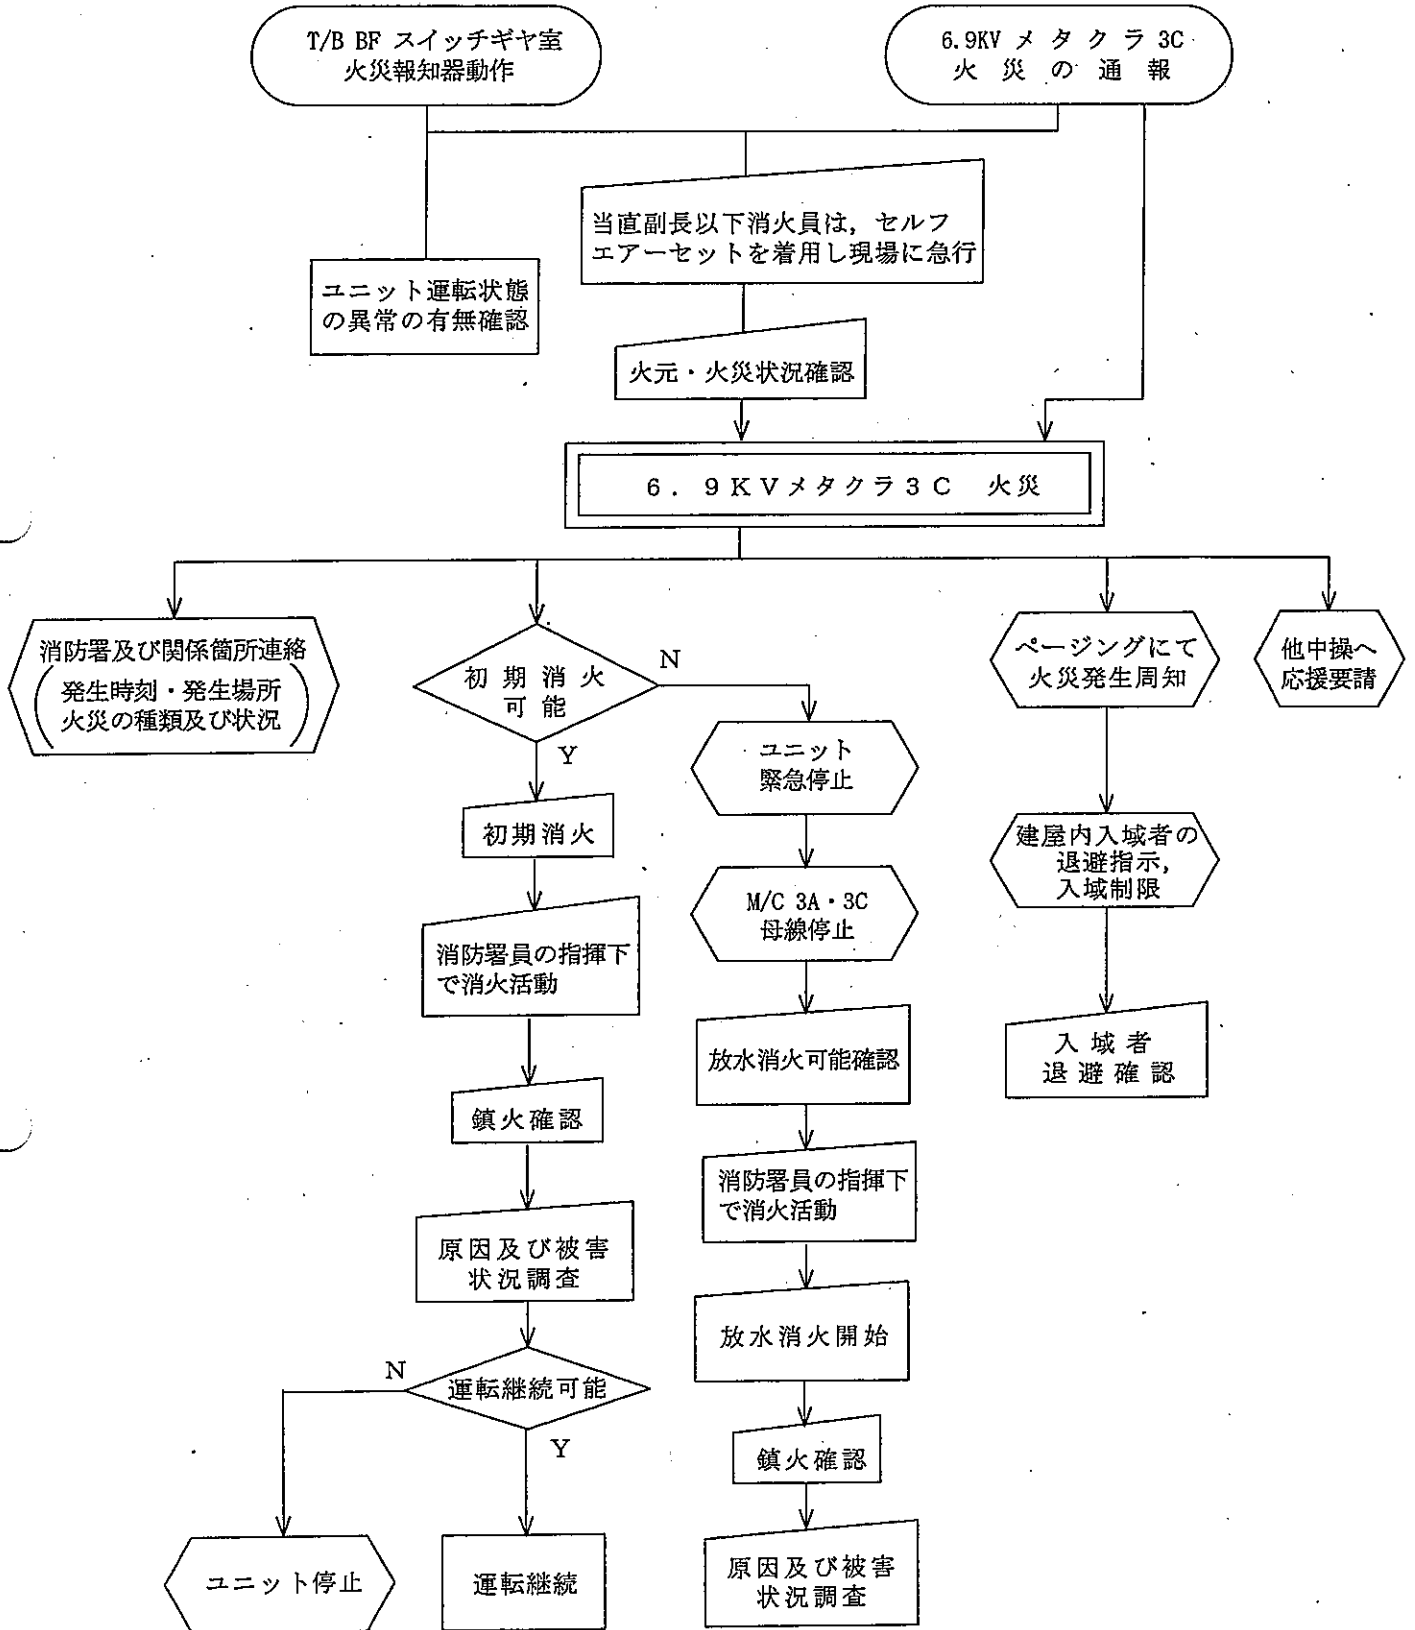 T/B BF スイッチギヤ室
火災報知器動作
6.9KV メタクラ 3C
火災の通報
当直副長以下消火員は，セルフ
エアーセットを着用し現場に急行
ユニット運転状態
の異常の有無確認
火元・火災状況確認
６．９ＫＶメタクラ３Ｃ　火災
消防署及び関係箇所連絡
発生時刻・発生場所
火災の種類及び状況
初期消火
可能
N
Y
ページングにて
火災発生周知
他中操へ
応援要請
ユニット
緊急停止
初期消火
建屋内入域者の
退避指示，
入域制限
M/C 3A・3C
母線停止
消防署員の指揮下
で消火活動
放水消火可能確認
入域者
退避確認
鎮火確認
消防署員の指揮下
で消火活動
原因及び被害
状況調査
放水消火開始
N
運転継続可能
Y
鎮火確認
ユニット停止
運転継続
原因及び被害
状況調査